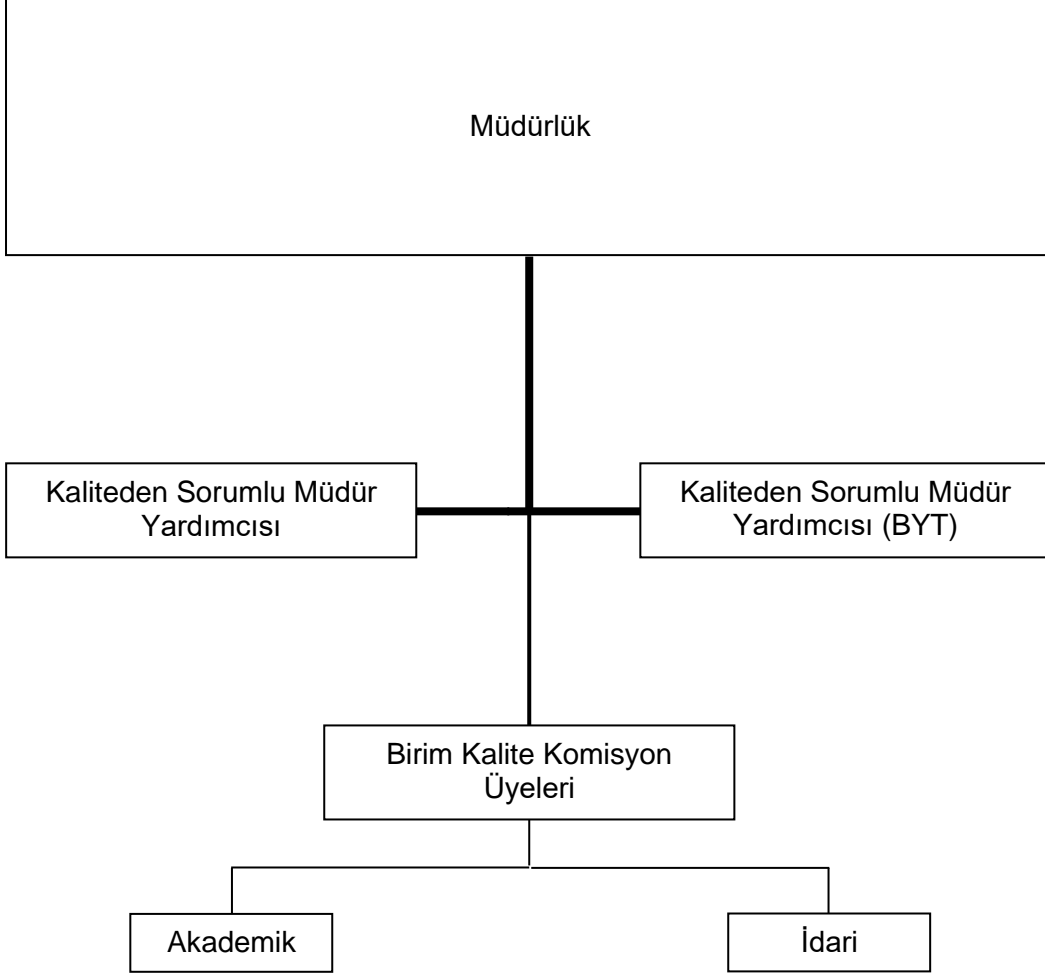 Müdürlük
Kaliteden Sorumlu Müdür
Yardımcısı
Kaliteden Sorumlu Müdür
Yardımcısı (BYT)
Birim Kalite Komisyon
Üyeleri
Akademik
İdari